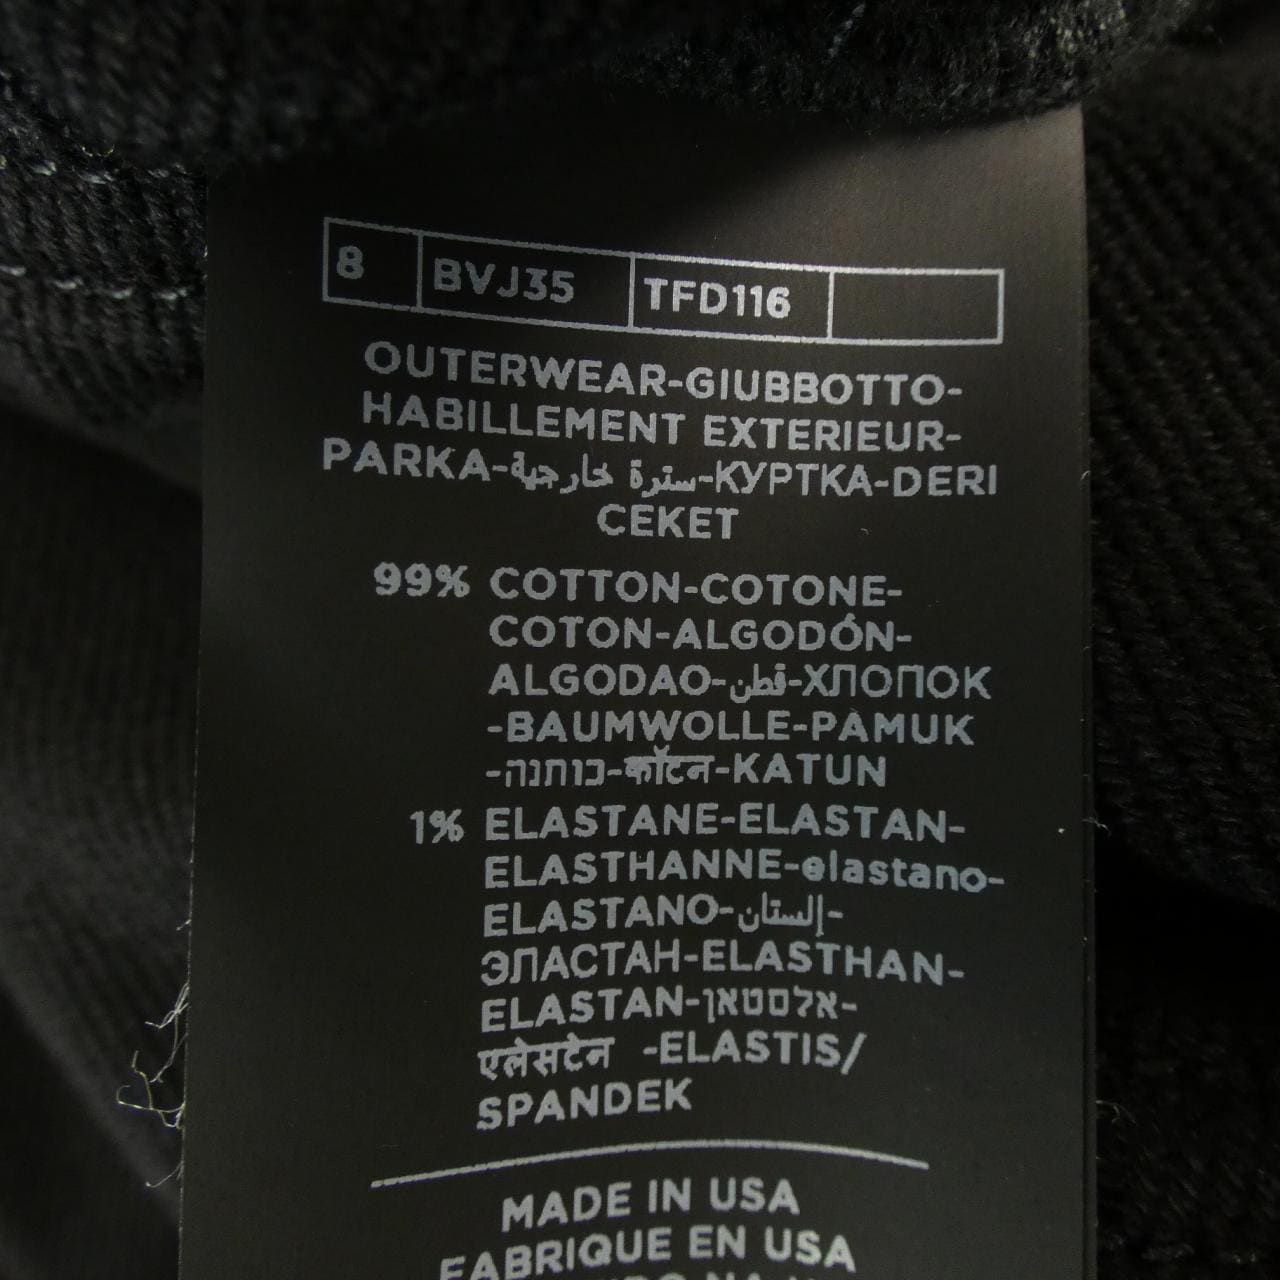 8 BVJ35 TFD116
OUTERWEAR-GIUBBOTTO-
HABILLEMENT EXTERIEUR-
PARKA-سترة خارجية-КУРТКА-DERI
CEKET
99% COTTON-COTONE-
COTON-ALGODÓN-
ALGODAO-قطن-ХЛОПОК
-BAUMWOLLE-PAMUK
-כותנה-कॉटन-KATUN
1% ELASTANE-ELASTAN-
ELASTHANNE-elastano-
ELASTANO-إلستان-
ЭЛАСТАН-ELASTHAN-
ELASTAN-אלסטאן-
एलेसटेन -ELASTIS/
SPANDEK
MADE IN USA
FABRIQUE EN USA